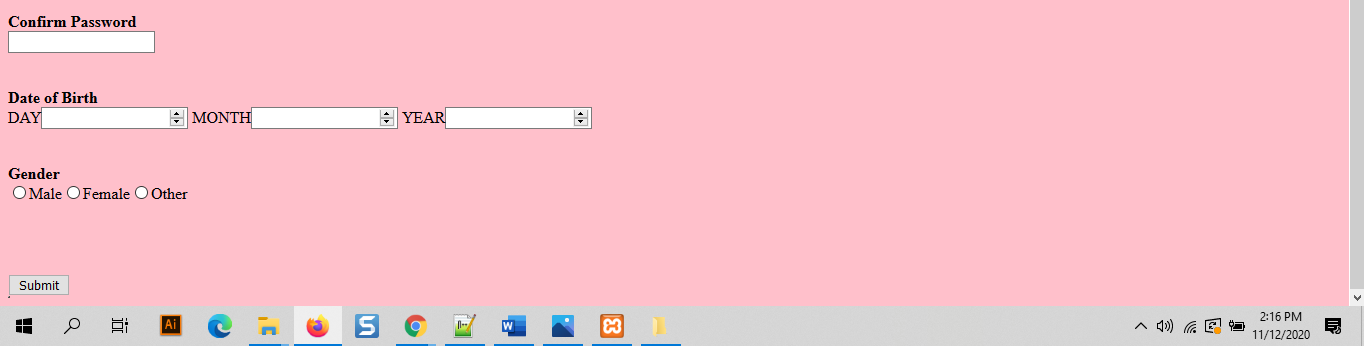 Confirm Password
Date of Birth
DAY MONTH YEAR
Gender
Male Female Other
Submit
Ai
S
W
2:16 PM
11/12/2020